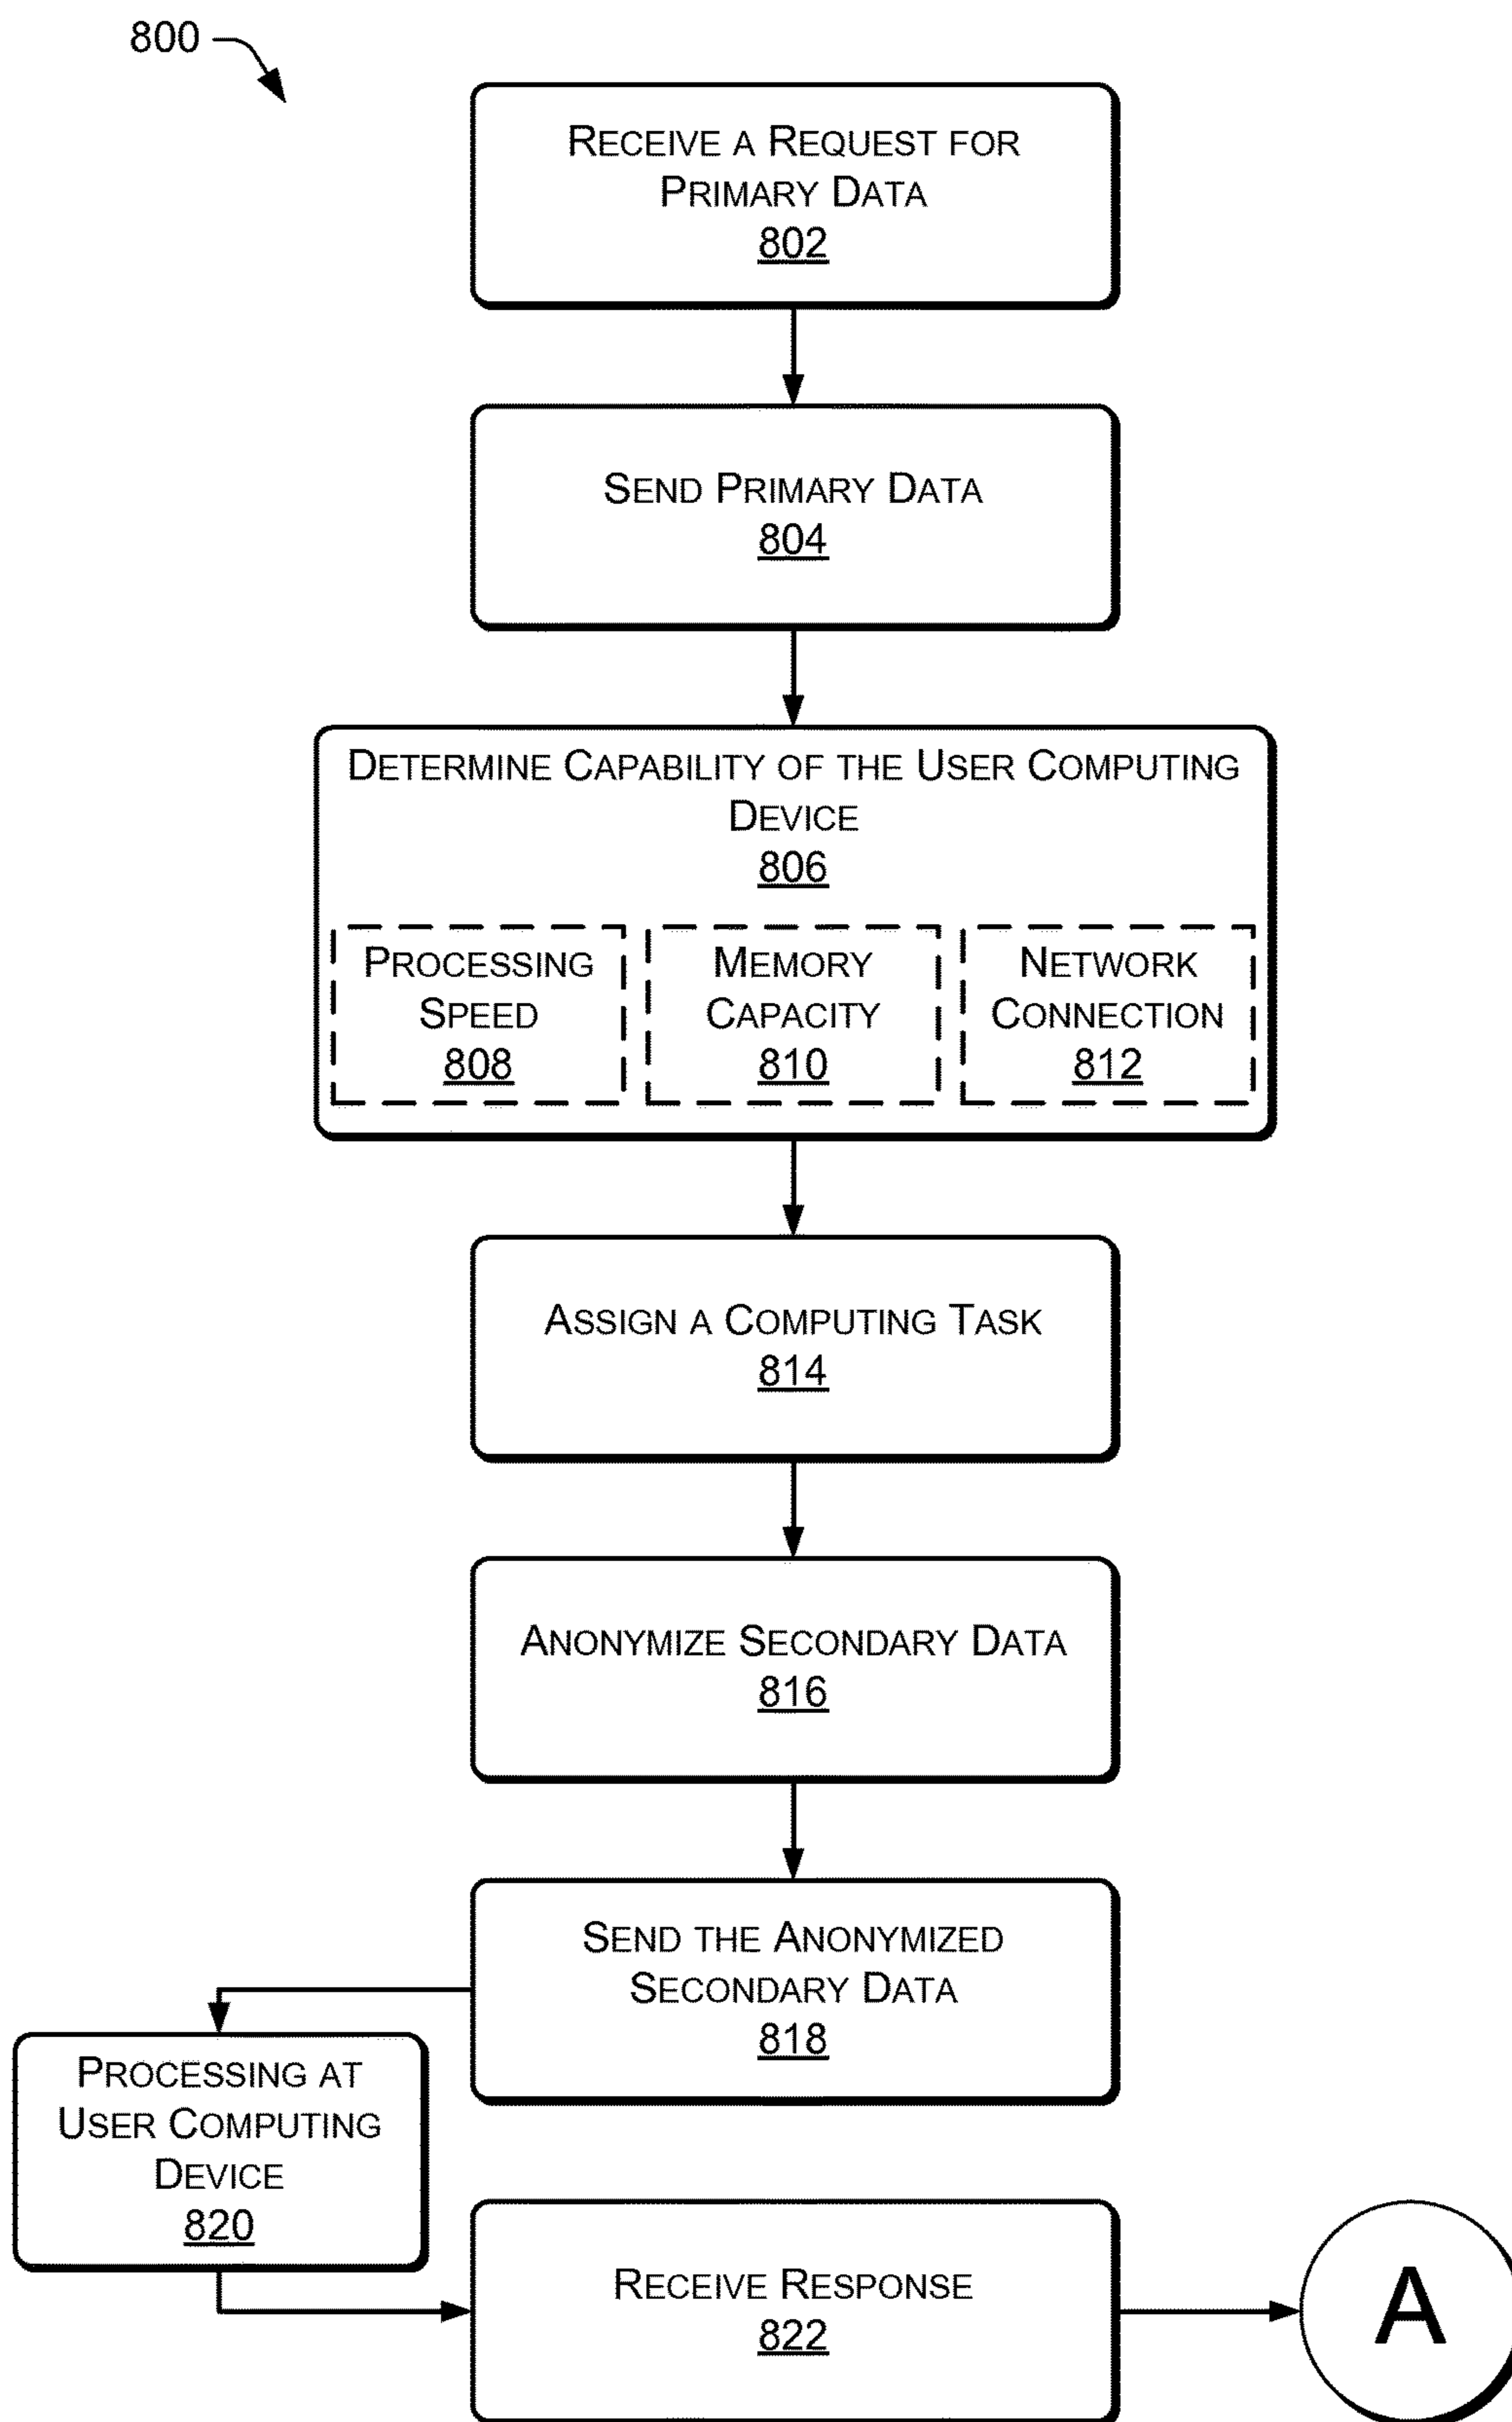 800
RECEIVE A REQUEST FOR
PRIMARY DATA
802
SEND PRIMARY DATA
804
DETERMINE CAPABILITY OF THE USER COMPUTING
DEVICE
806
PROCESSING
SPEED
808
MEMORY
CAPACITY
810
NETWORK
CONNECTION
812
ASSIGN A COMPUTING TASK
814
ANONYMIZE SECONDARY DATA
816
SEND THE ANONYMIZED
SECONDARY DATA
818
PROCESSING AT
USER COMPUTING
DEVICE
820
RECEIVE RESPONSE
822
A